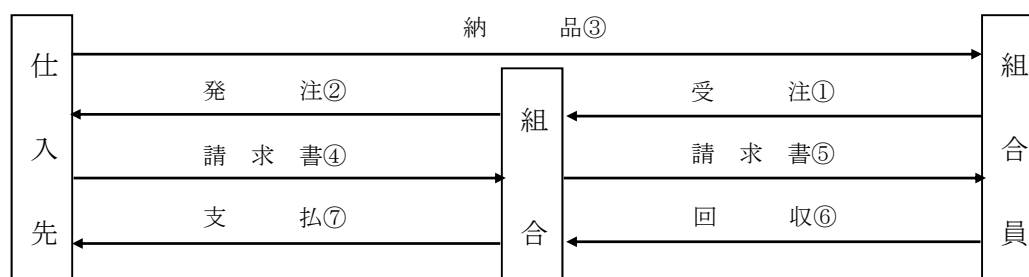 仕入先
納品③
組合員
発注②
組合
受注①
請求書④
請求書⑤
支払⑦
回収⑥